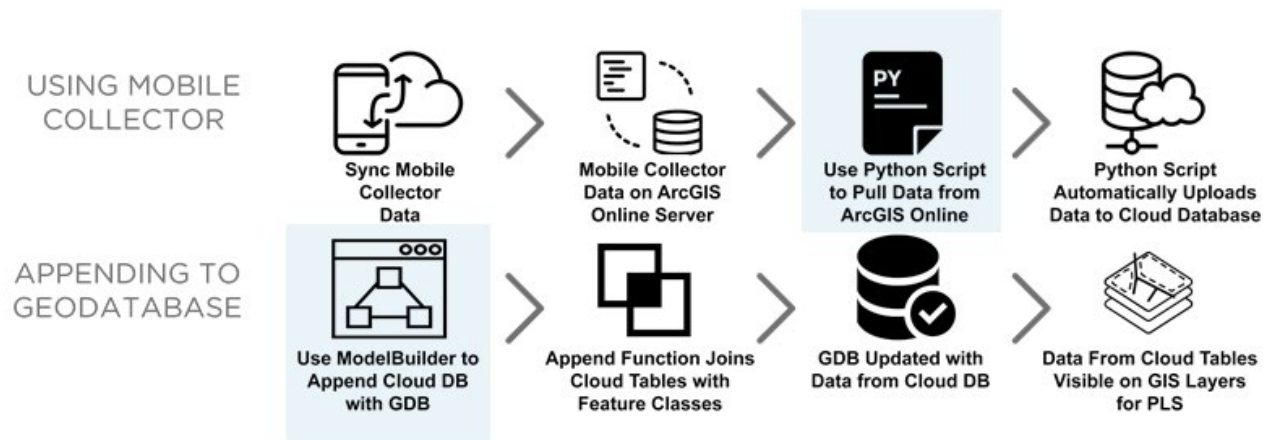 USING MOBILE
COLLECTOR
Sync Mobile
Collector
Data
Mobile Collector
Data on ArcGIS
Online Server
PY
Use Python Script
to Pull Data from
ArcGIS Online
Python Script
Automatically Uploads
Data to Cloud Database
APPENDING TO
GEODATABASE
Use ModelBuilder to
Append Cloud DB
with GDB
Append Function Joins
Cloud Tables with
Feature Classes
GDB Updated with
Data from Cloud DB
Data From Cloud Tables
Visible on GIS Layers
for PLS